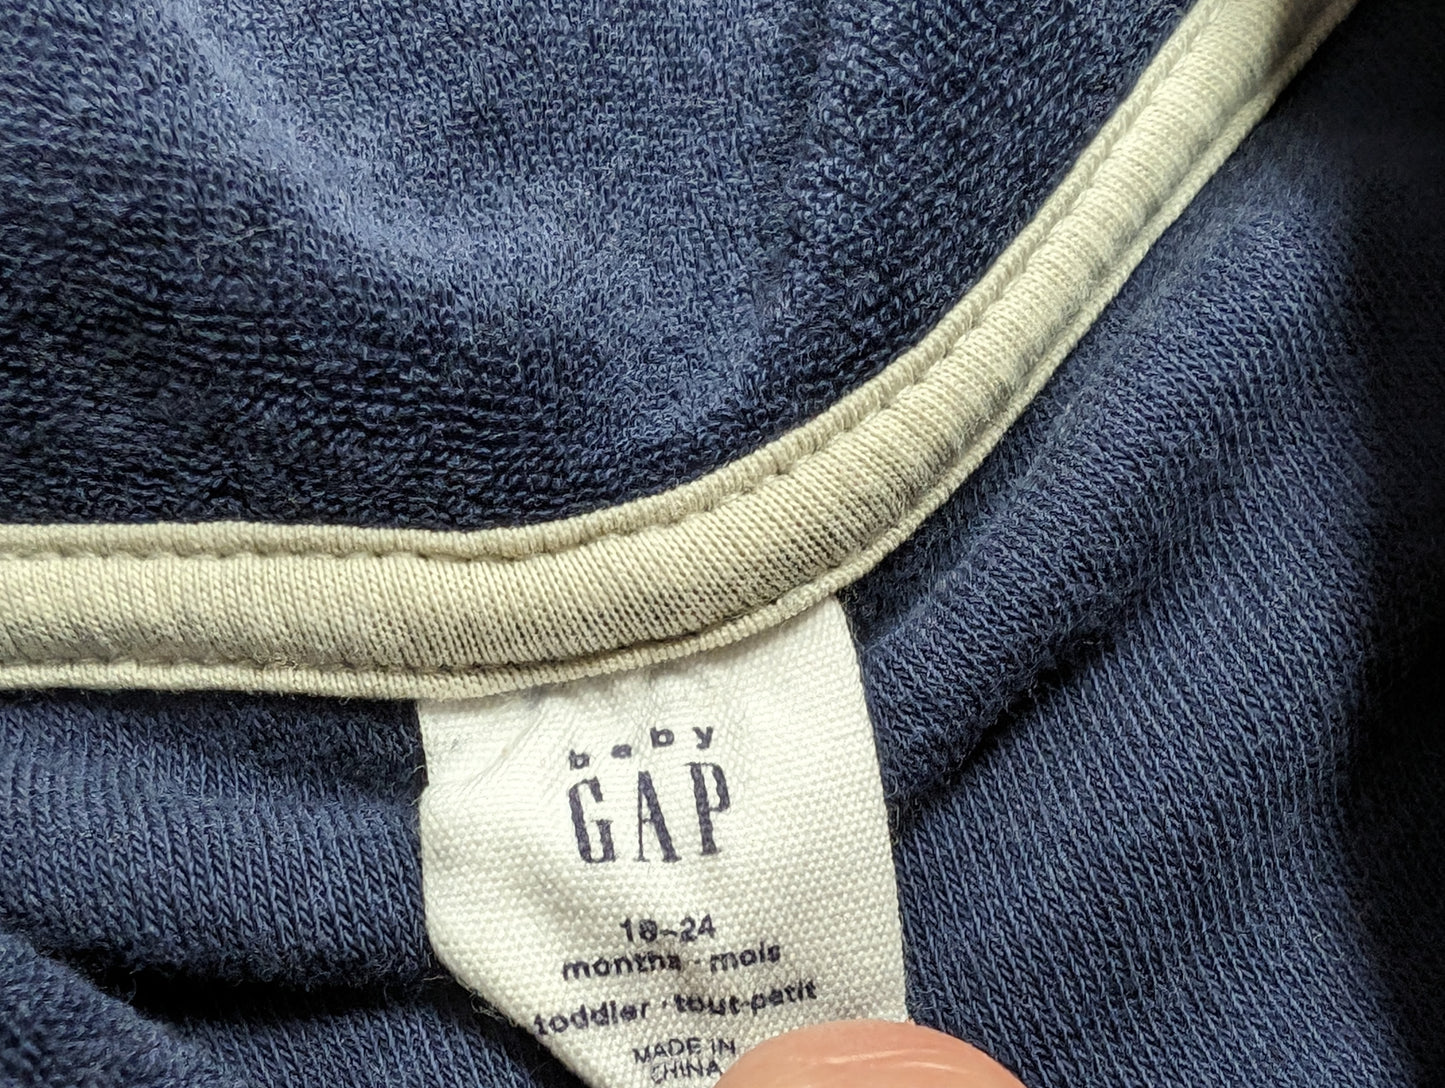 baby
GAP
18-24
months · mois
toddler · tout-petit
MADE IN
CHINA